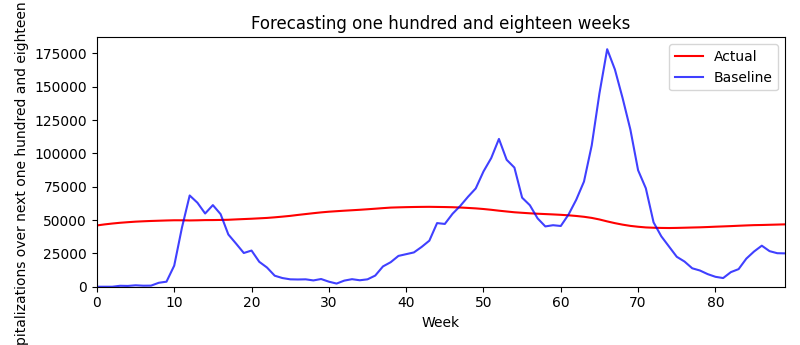 Forecasting one hundred and eighteen weeks
pitalizations over next one hundred and eighteen
175000
150000
125000
100000
75000
50000
25000
0
Actual
Baseline
0 10 20 30 40 50 60 70 80
Week